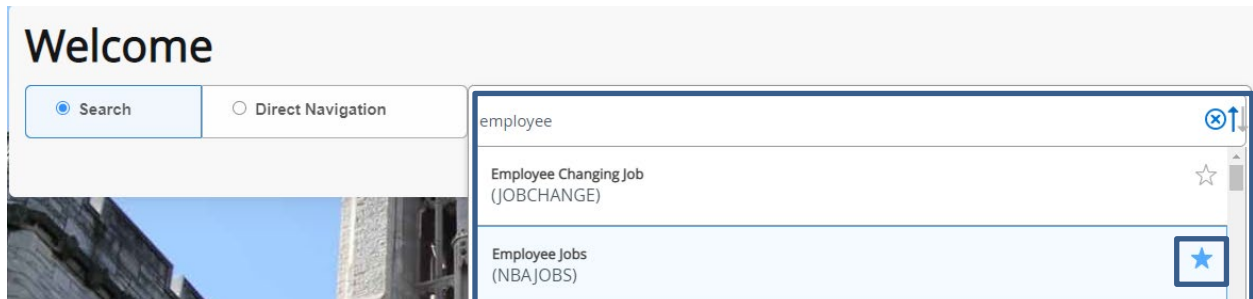 Welcome
Search
Direct Navigation
employee
Employee Changing Job
(JOBCHANGE)
Employee Jobs
(NBAJOBS)